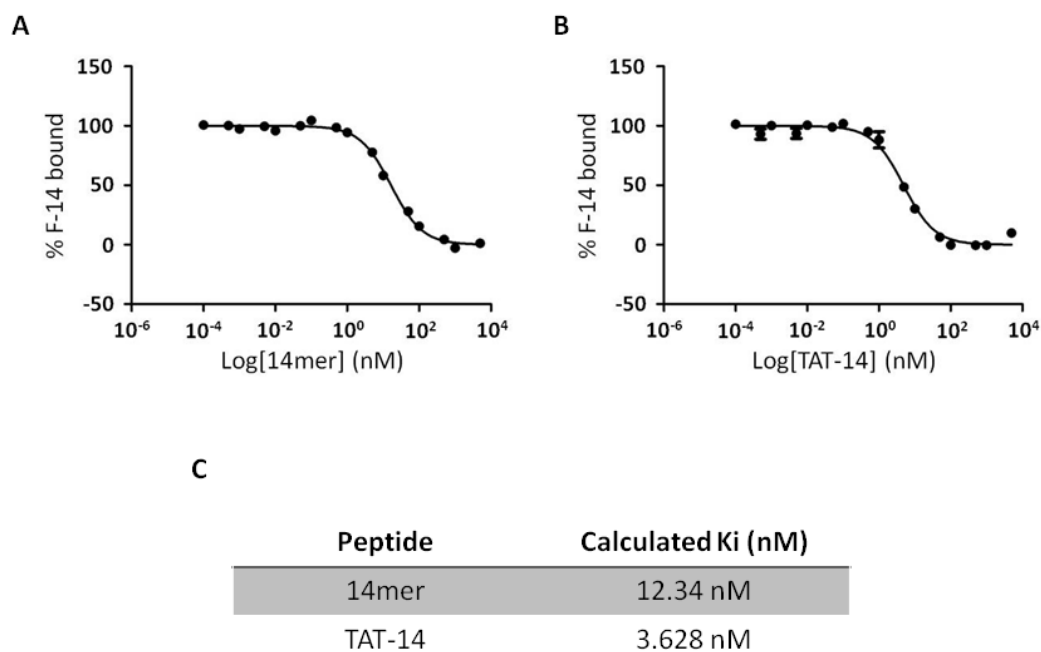 A
150
100
50
0
-50
% F-14 bound
10-6 10-4 10-2 100 102 104
Log[14mer] (nM)
B
150
100
50
0
-50
% F-14 bound
10-6 10-4 10-2 100 102 104
Log[TAT-14] (nM)
C
Peptide Calculated Ki (nM)
14mer 12.34 nM
TAT-14 3.628 nM